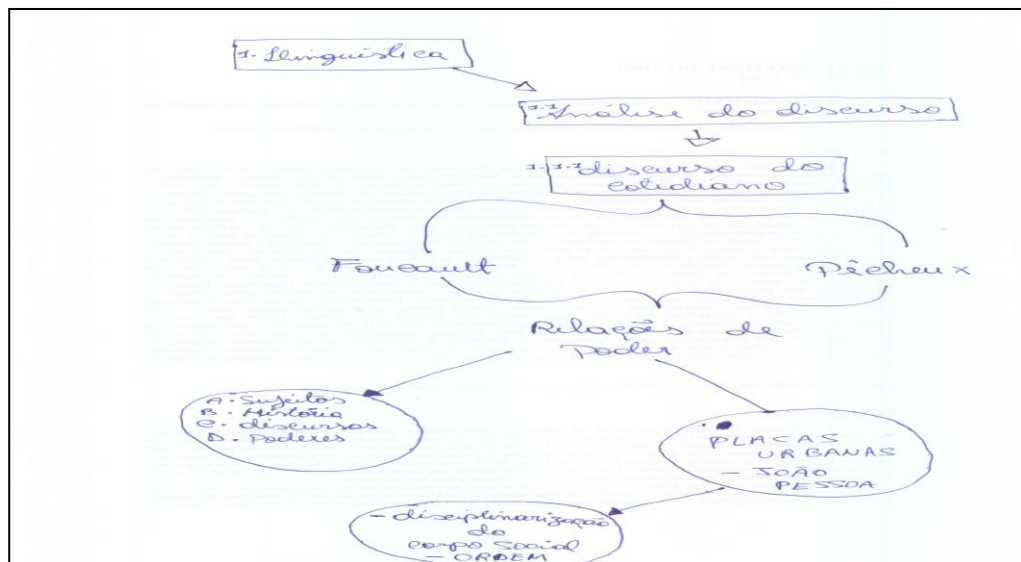 1. Linguística
1.1 Análise do discurso
1.1.1 discurso do
cotidiano
Foucault
Pêcheux
Relações de
Poder
A - Sujeitos
B - História
C - discursos
D - Poderes
PLACAS
URBANAS
- JOÃO
PESSOA
- disciplinarização
do
corpo social
- ORDEM